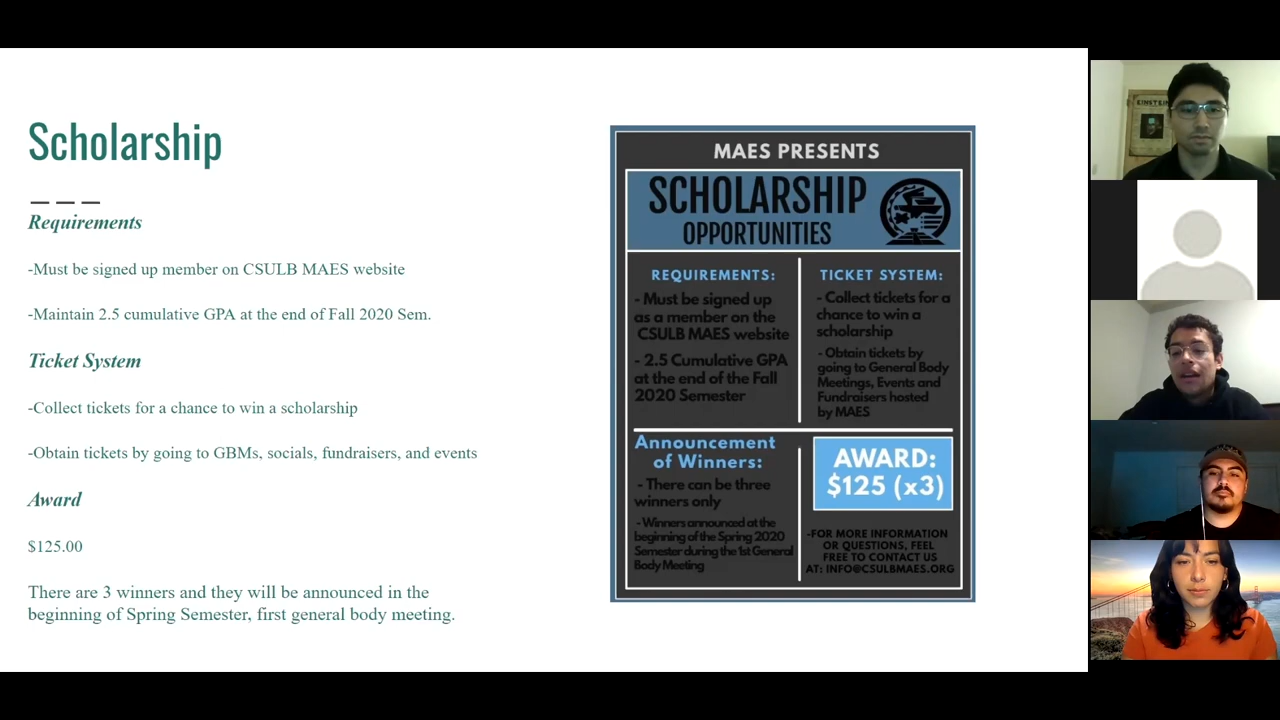 Scholarship
Requirements
-Must be signed up member on CSULB MAES website
-Maintain 2.5 cumulative GPA at the end of Fall 2020 Sem.
Ticket System
-Collect tickets for a chance to win a scholarship
-Obtain tickets by going to GBMs, socials, fundraisers, and events
Award
$125.00
There are 3 winners and they will be announced in the
beginning of Spring Semester, first general body meeting.
MAES PRESENTS
SCHOLARSHIP
OPPORTUNITIES
REQUIREMENTS:
- Must be signed up
as a member on the
CSULB MAES website
- 2.5 Cumulative GPA
at the end of the Fall
2020 Semester
TICKET SYSTEM:
- Collect tickets for a
chance to win a
scholarship
- Obtain tickets by
going to General Body
Meetings, Events and
Fundraisers hosted
by MAES
Announcement
of Winners:
- There can be three
winners only
- Winners announced at the
beginning of the Spring 2020
Semester during the 1st General
Body Meeting
AWARD:
$125 (x3)
-FOR MORE INFORMATION
OR QUESTIONS, FEEL
FREE TO CONTACT US
AT: INFO@CSULBMAES.ORG
EINSTEIN